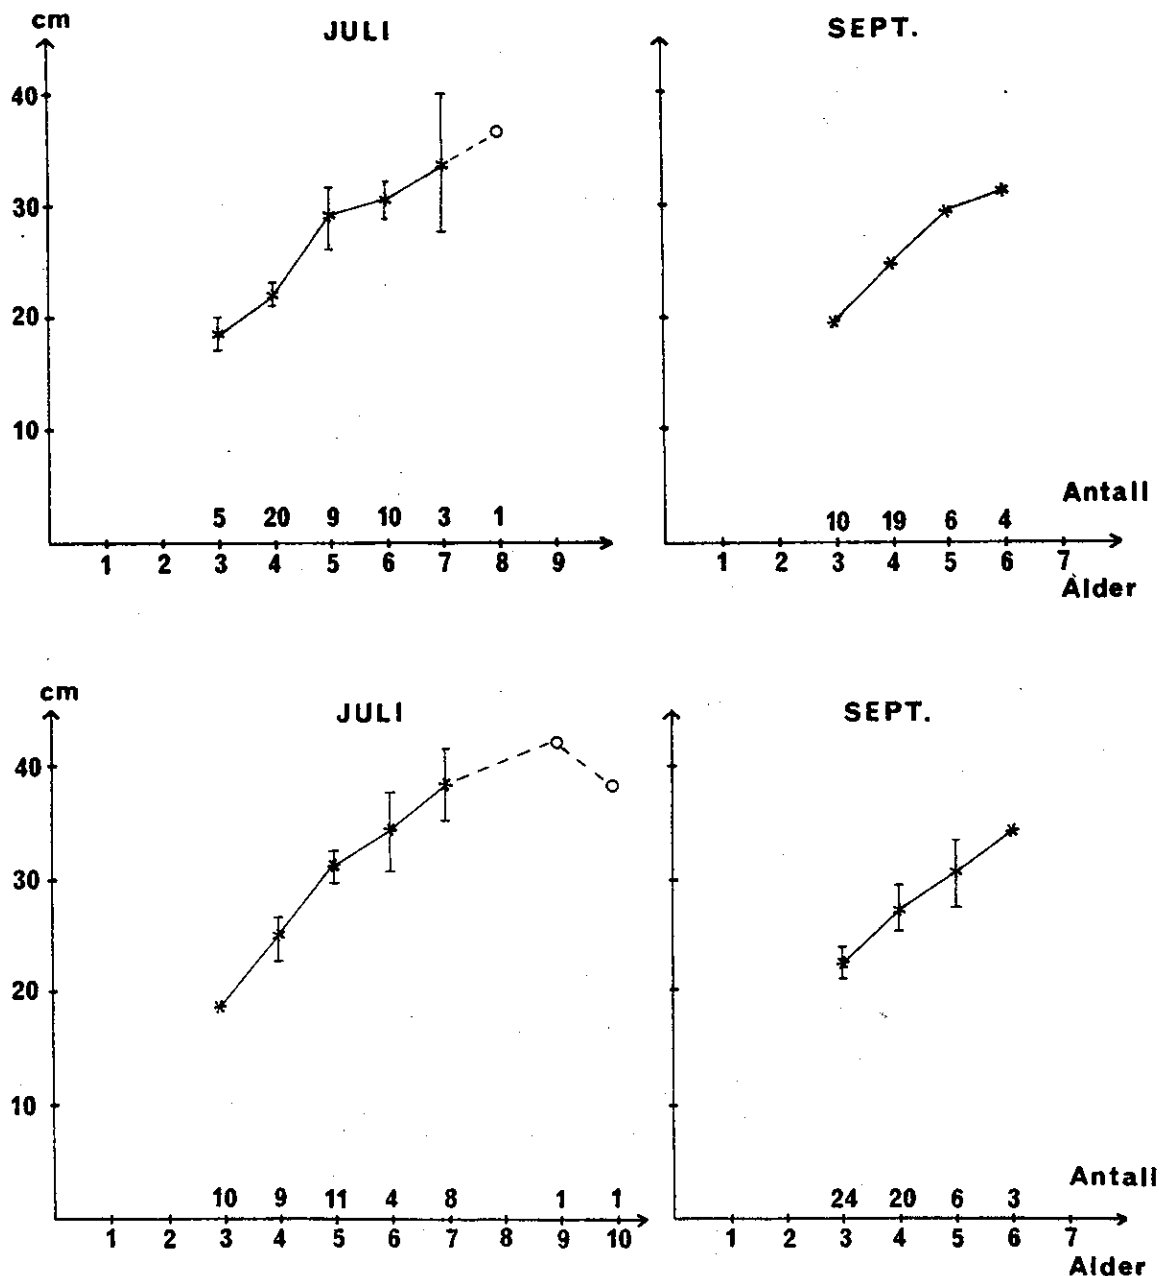 cm
JULI
SEPT.
40
30
20
10
5 20 9 10 3 1
10 19 6 4
Antall
1 2 3 4 5 6 7 8 9
1 2 3 4 5 6 7
Ålder
cm
JULI
SEPT.
40
30
20
10
10 9 11 4 8 1 1
24 20 6 3
Antall
1 2 3 4 5 6 7 8 9 10
1 2 3 4 5 6 7
Ålder